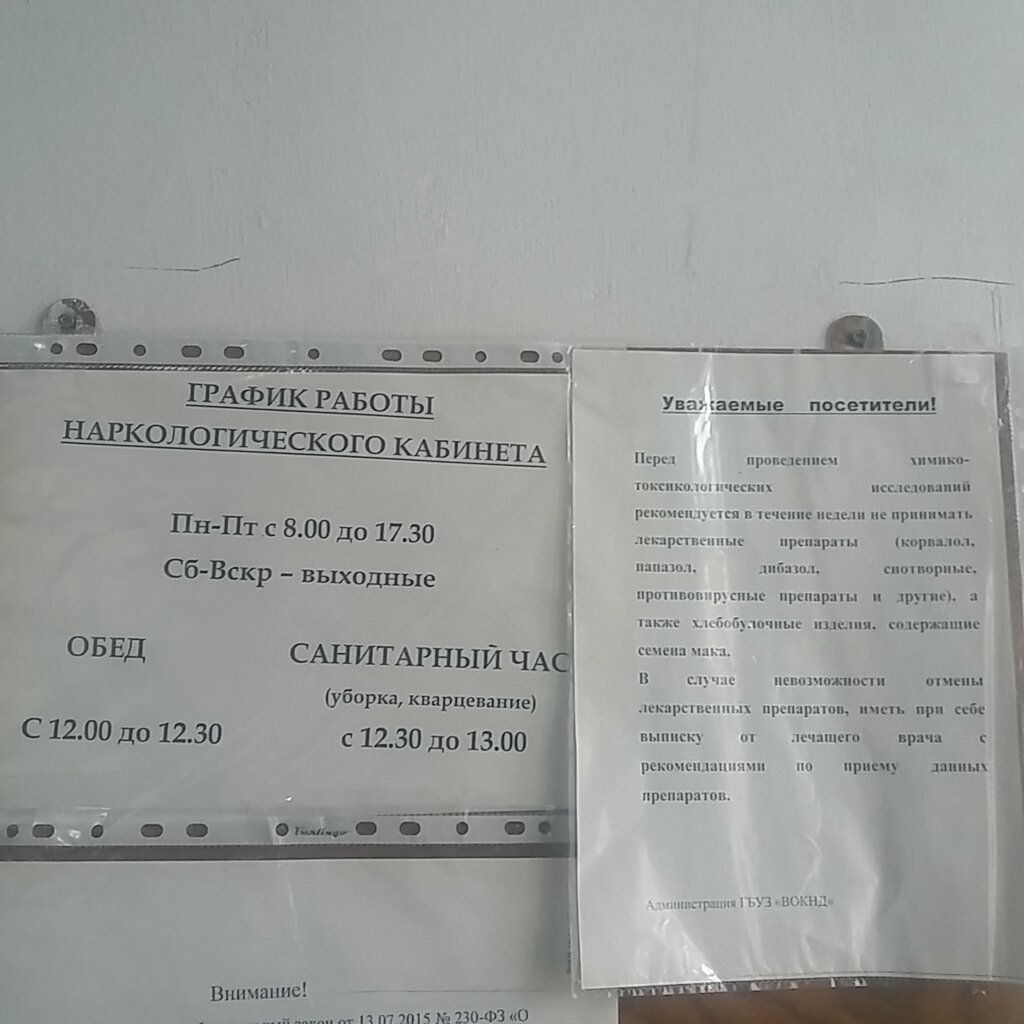 ГРАФИК РАБОТЫ
НАРКОЛОГИЧЕСКОГО КАБИНЕТА
Пн-Пт с 8.00 до 17.30
Сб-Вскр – выходные
ОБЕД
С 12.00 до 12.30
САНИТАРНЫЙ ЧАС
(уборка, кварцевание)
с 12.30 до 13.00
Уважаемые посетители!
Перед проведением химико-
токсикологических исследований
рекомендуется в течение недели не принимать
лекарственные препараты (корвалол,
папазол, дибазол, снотворные,
противовирусные препараты и другие), а
также хлебобулочные изделия, содержащие
семена мака.
В случае невозможности отмены
лекарственных препаратов, иметь при себе
выписку от лечащего врача с
рекомендациями по приему данных
препаратов.
Администрация ГБУЗ «ВОКНД»
Внимание!
закон от 13.07.2015 № 230-ФЗ «О